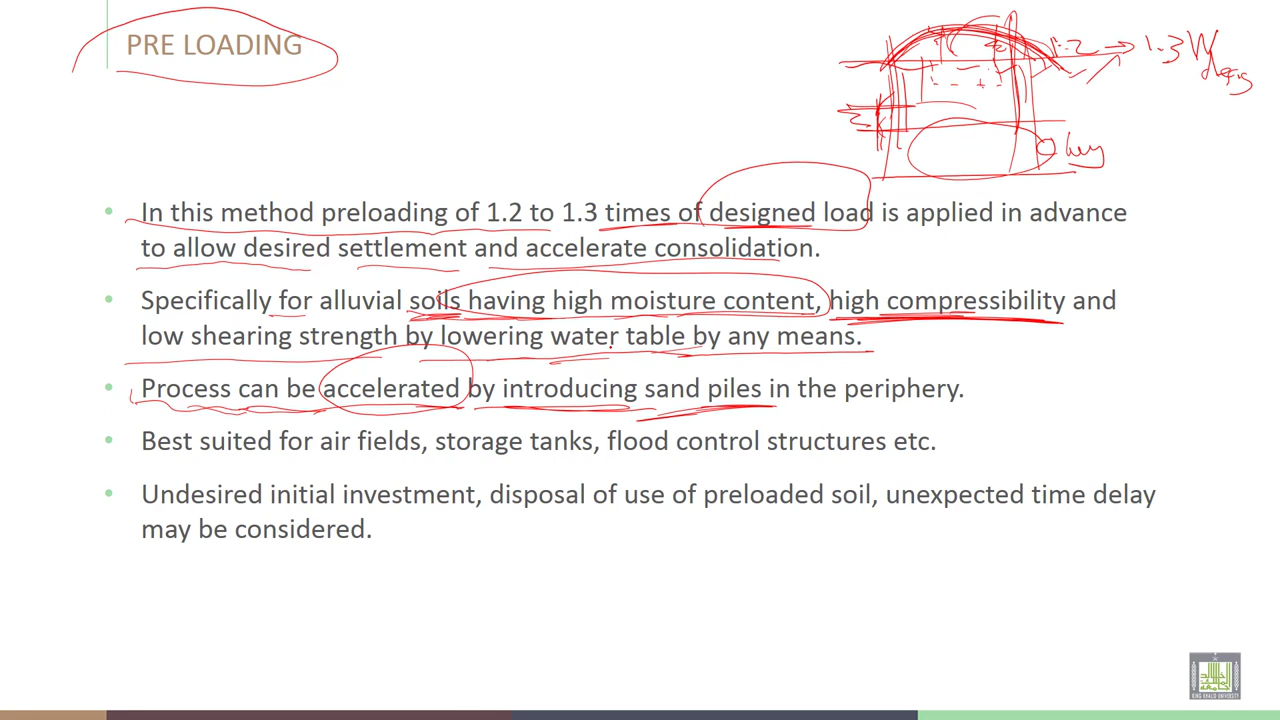 PRE LOADING
1.2 → 1.3 W
• In this method preloading of 1.2 to 1.3 times of designed load is applied in advance
to allow desired settlement and accelerate consolidation.
• Specifically for alluvial soils having high moisture content, high compressibility and
low shearing strength by lowering water table by any means.
• Process can be accelerated by introducing sand piles in the periphery.
• Best suited for air fields, storage tanks, flood control structures etc.
• Undesired initial investment, disposal of use of preloaded soil, unexpected time delay
may be considered.
KING KHALID UNIVERSITY